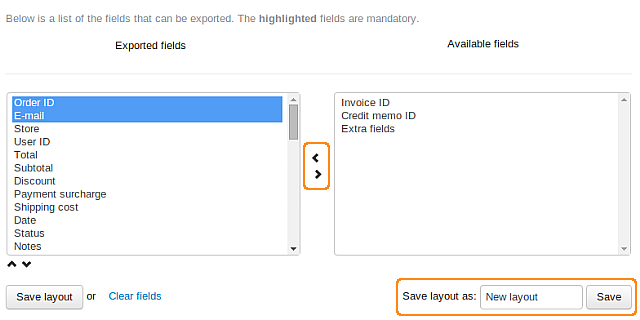 Below is a list of the fields that can be exported. The highlighted fields are mandatory.
Exported fields
Available fields
Order ID
E-mail
Store
User ID
Total
Subtotal
Discount
Payment surcharge
Shipping cost
Date
Status
Notes
Invoice ID
Credit memo ID
Extra fields
Save layout or Clear fields
Save layout as: New layout Save